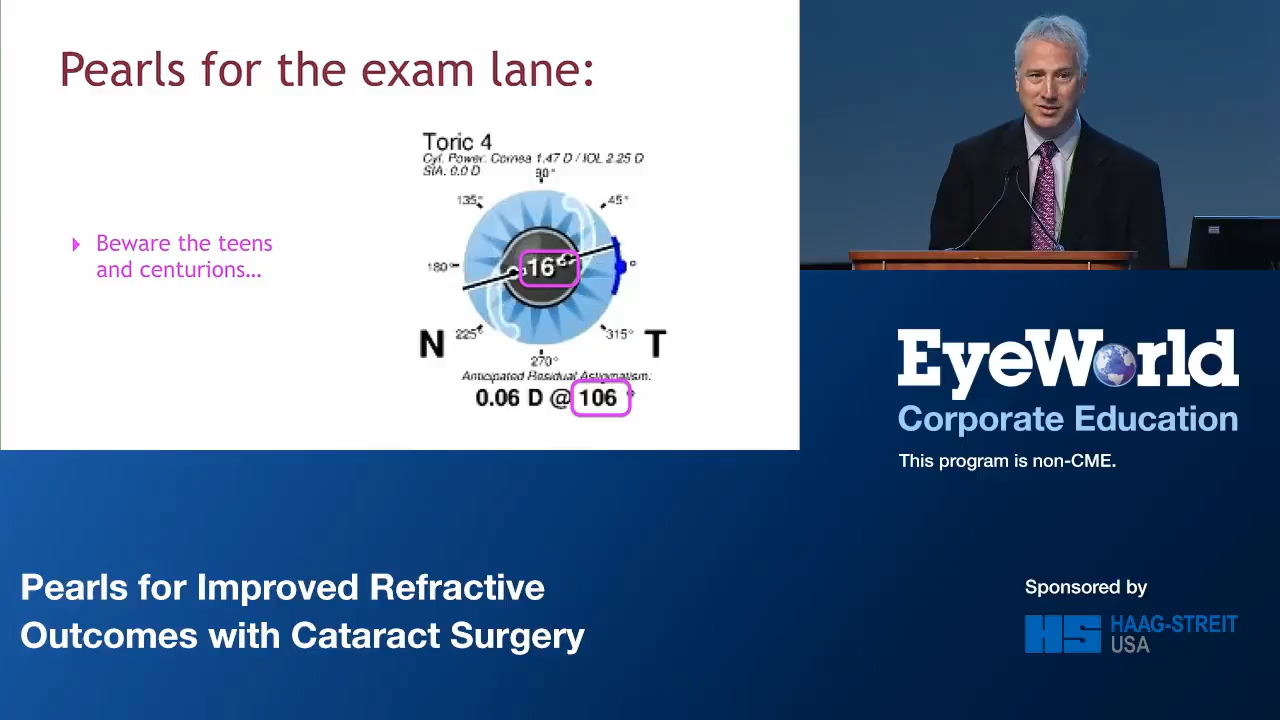 Pearls for the exam lane:
Toric 4
Cyl. Power: Cornea 1.47 D / IOL 2.25 D
SIA: 0.0 D
90°
135°
45°
Beware the teens
and centurions…
180°
16°
°
225°
315°
N
T
270°
Anticipated Residual Astigmatism:
0.06 D @ 106 °
EyeWorld
Corporate Education
This program is non-CME.
Pearls for Improved Refractive
Outcomes with Cataract Surgery
Sponsored by
HS HAAG-STREIT
USA